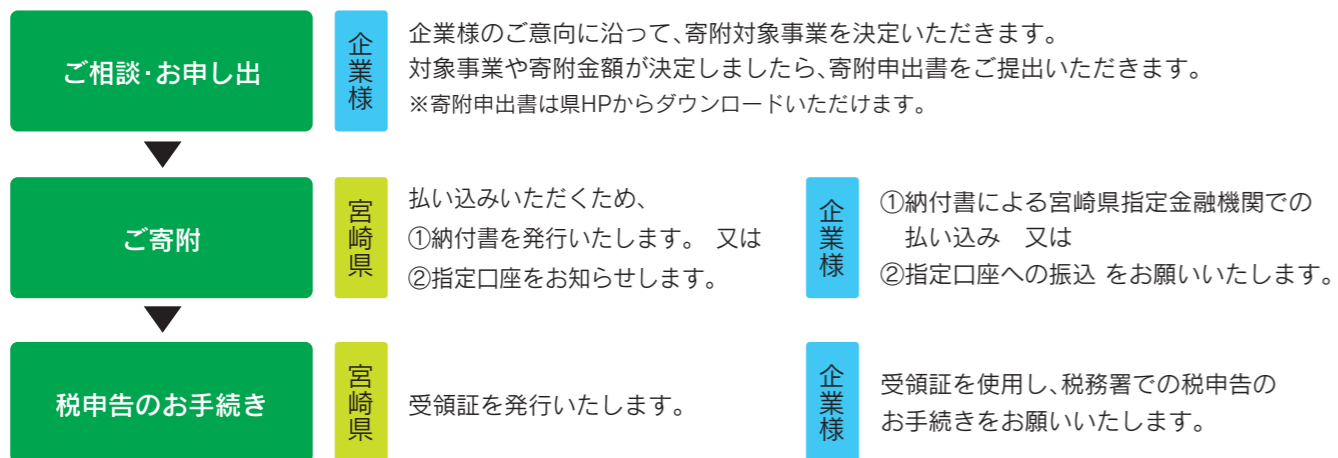 ご相談・お申し出
企業様
企業様のご意向に沿って、寄附対象事業を決定いただきます。
対象事業や寄附金額が決定しましたら、寄附申出書をご提出いただきます。
※寄附申出書は県HPからダウンロードいただけます。
ご寄附
宮崎県
払い込みいただくため、
①納付書を発行いたします。 又は
②指定口座をお知らせします。
企業様
①納付書による宮崎県指定金融機関での
払い込み 又は
②指定口座への振込 をお願いいたします。
税申告のお手続き
宮崎県
受領証を発行いたします。
企業様
受領証を使用し、税務署での税申告の
お手続きをお願いいたします。